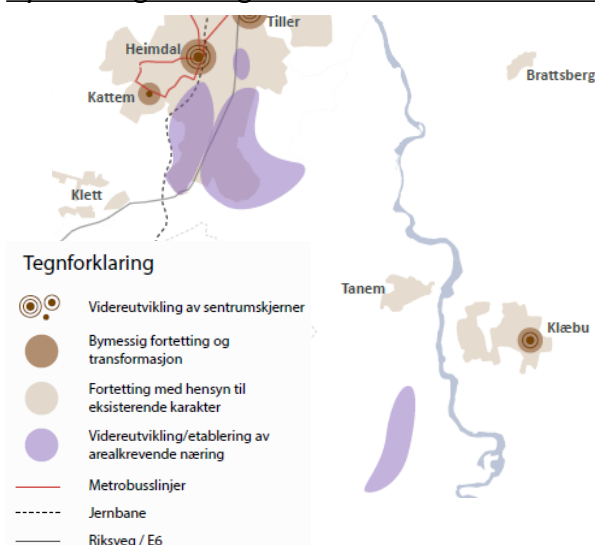 Tiller
Heimdal
Brattsberg
Kattem
Klett
Tanem
Klæbu
Tegnforklaring
Videreutvikling av sentrumskjerner
Bymessig fortetting og
transformasjon
Fortetting med hensyn til
eksisterende karakter
Videreutvikling/etablering av
arealkrevende næring
Metrobusslinjer
Jernbane
Riksveg / E6